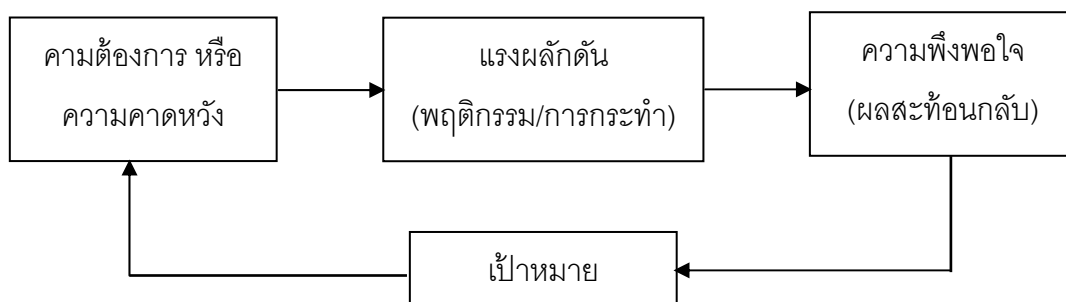 คามต้องการ หรือ
ความคาดหวัง
แรงผลักดัน
(พฤติกรรม/การกระทำ)
ความพึงพอใจ
(ผลสะท้อนกลับ)
เป้าหมาย